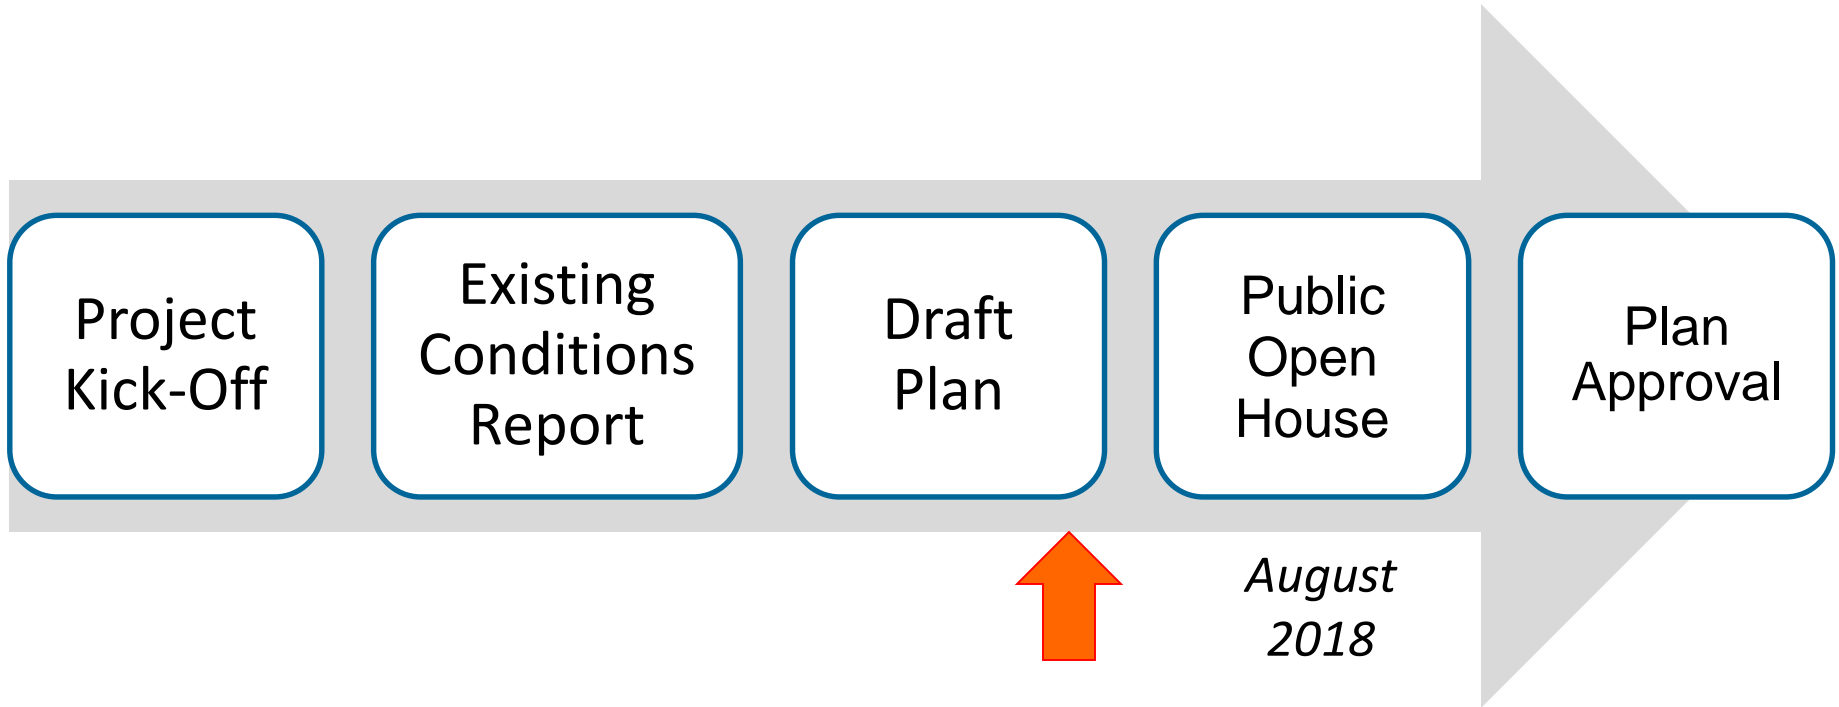 Project
Kick-Off
Existing
Conditions
Report
Draft
Plan
Public
Open
House
Plan
Approval
August
2018